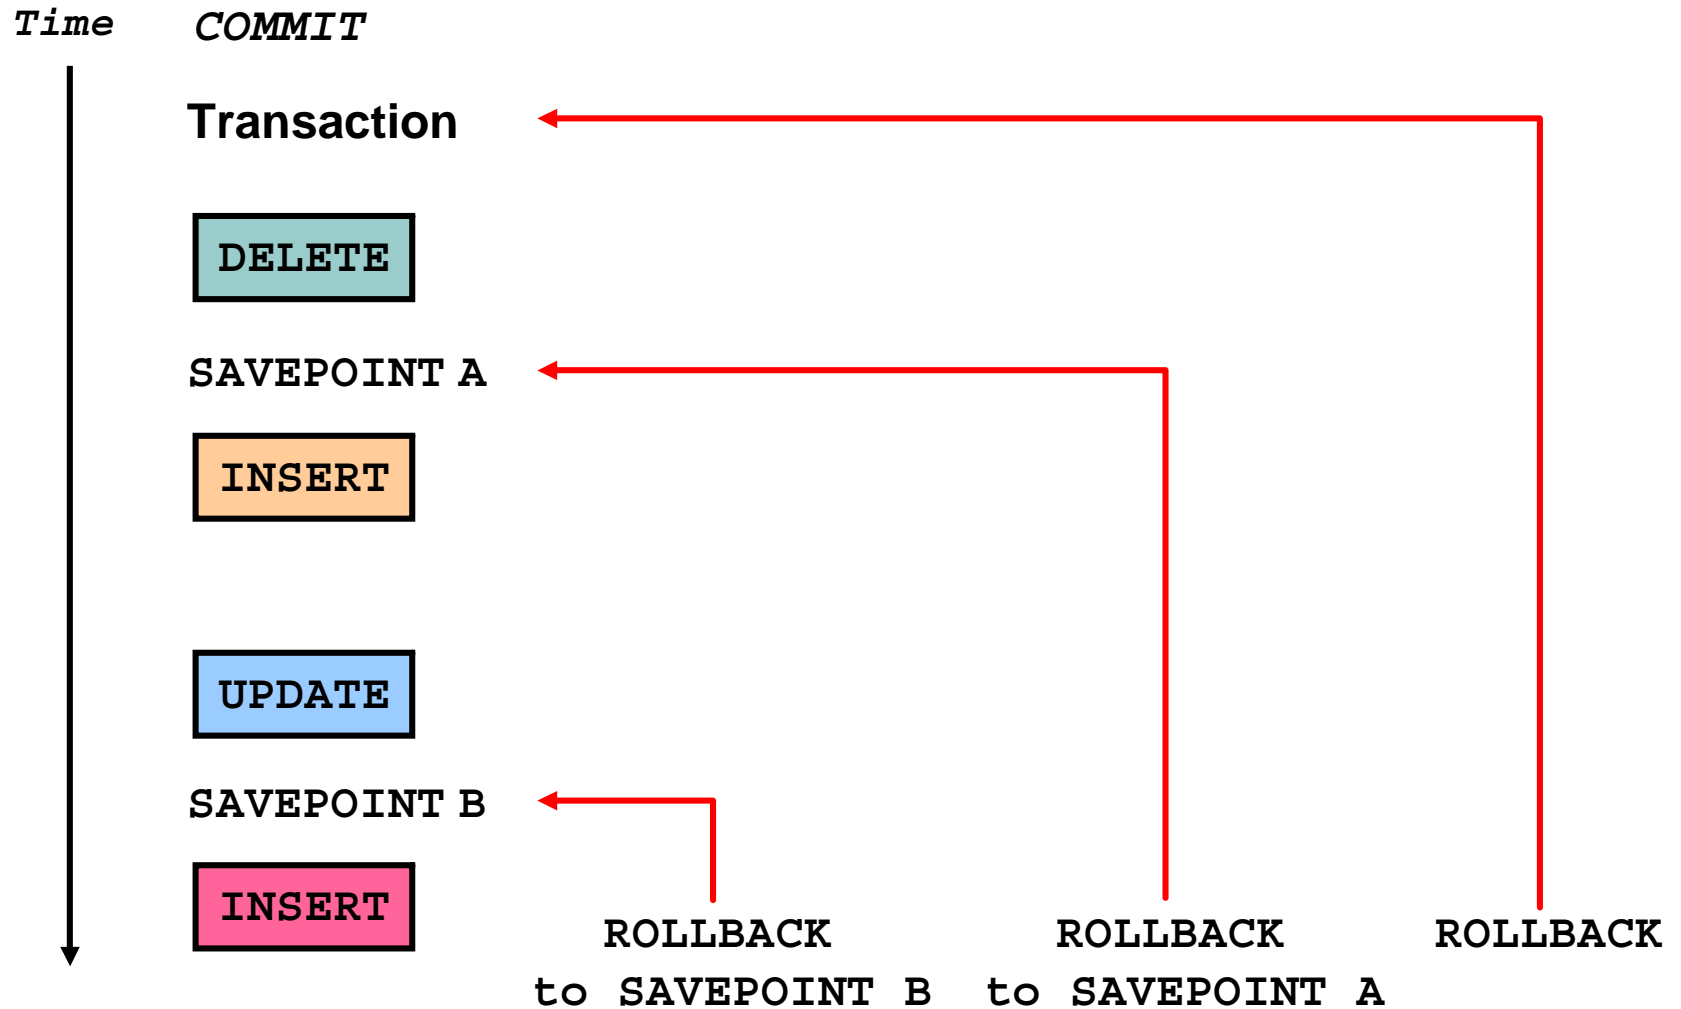 Time
COMMIT
Transaction
DELETE
SAVEPOINT A
INSERT
UPDATE
SAVEPOINT B
INSERT
ROLLBACK
to SAVEPOINT B
ROLLBACK
to SAVEPOINT A
ROLLBACK